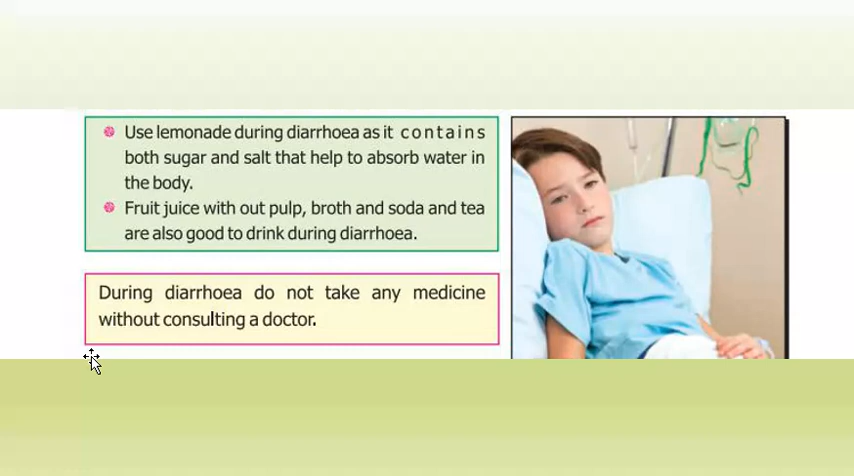 Use lemonade during diarrhoea as it contains
both sugar and salt that help to absorb water in
the body.
Fruit juice with out pulp, broth and soda and tea
are also good to drink during diarrhoea.
During diarrhoea do not take any medicine
without consulting a doctor.